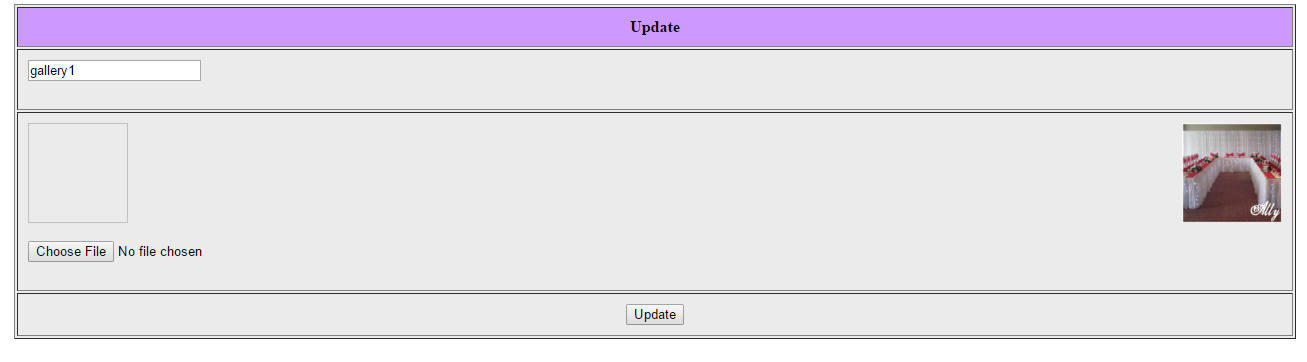 Update
gallery1
Ally
Choose File No file chosen
Update